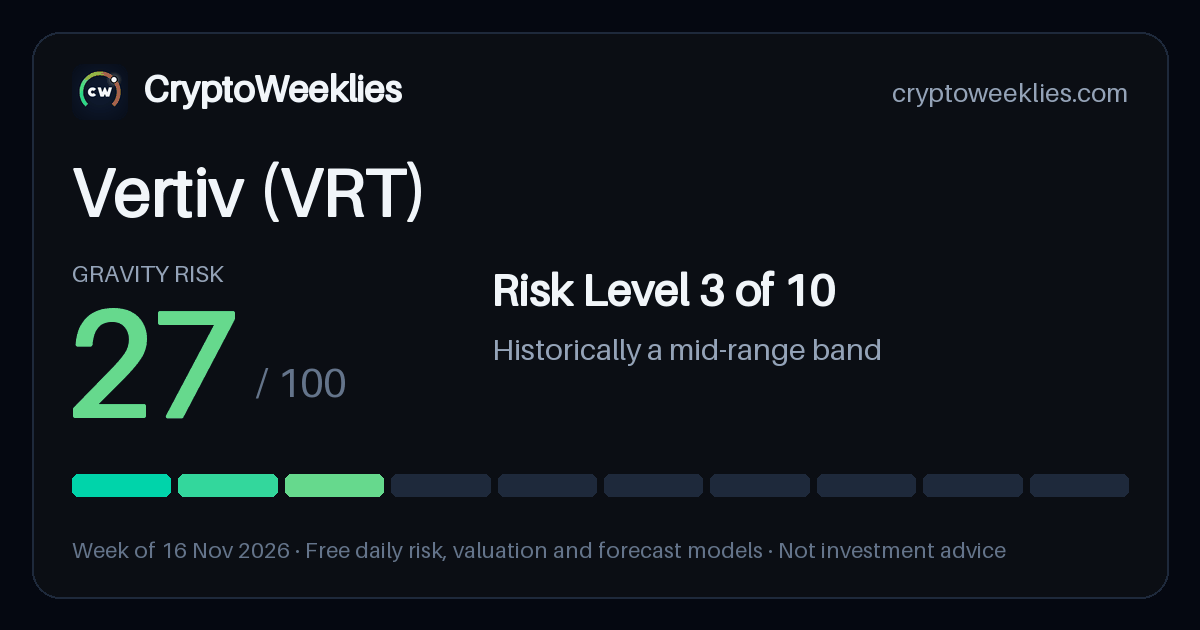 CW
CryptoWeeklies
cryptoweeklies.com
Vertiv (VRT)
GRAVITY RISK
27 / 100
Risk Level 3 of 10
Historically a mid-range band
Week of 16 Nov 2026 · Free daily risk, valuation and forecast models · Not investment advice